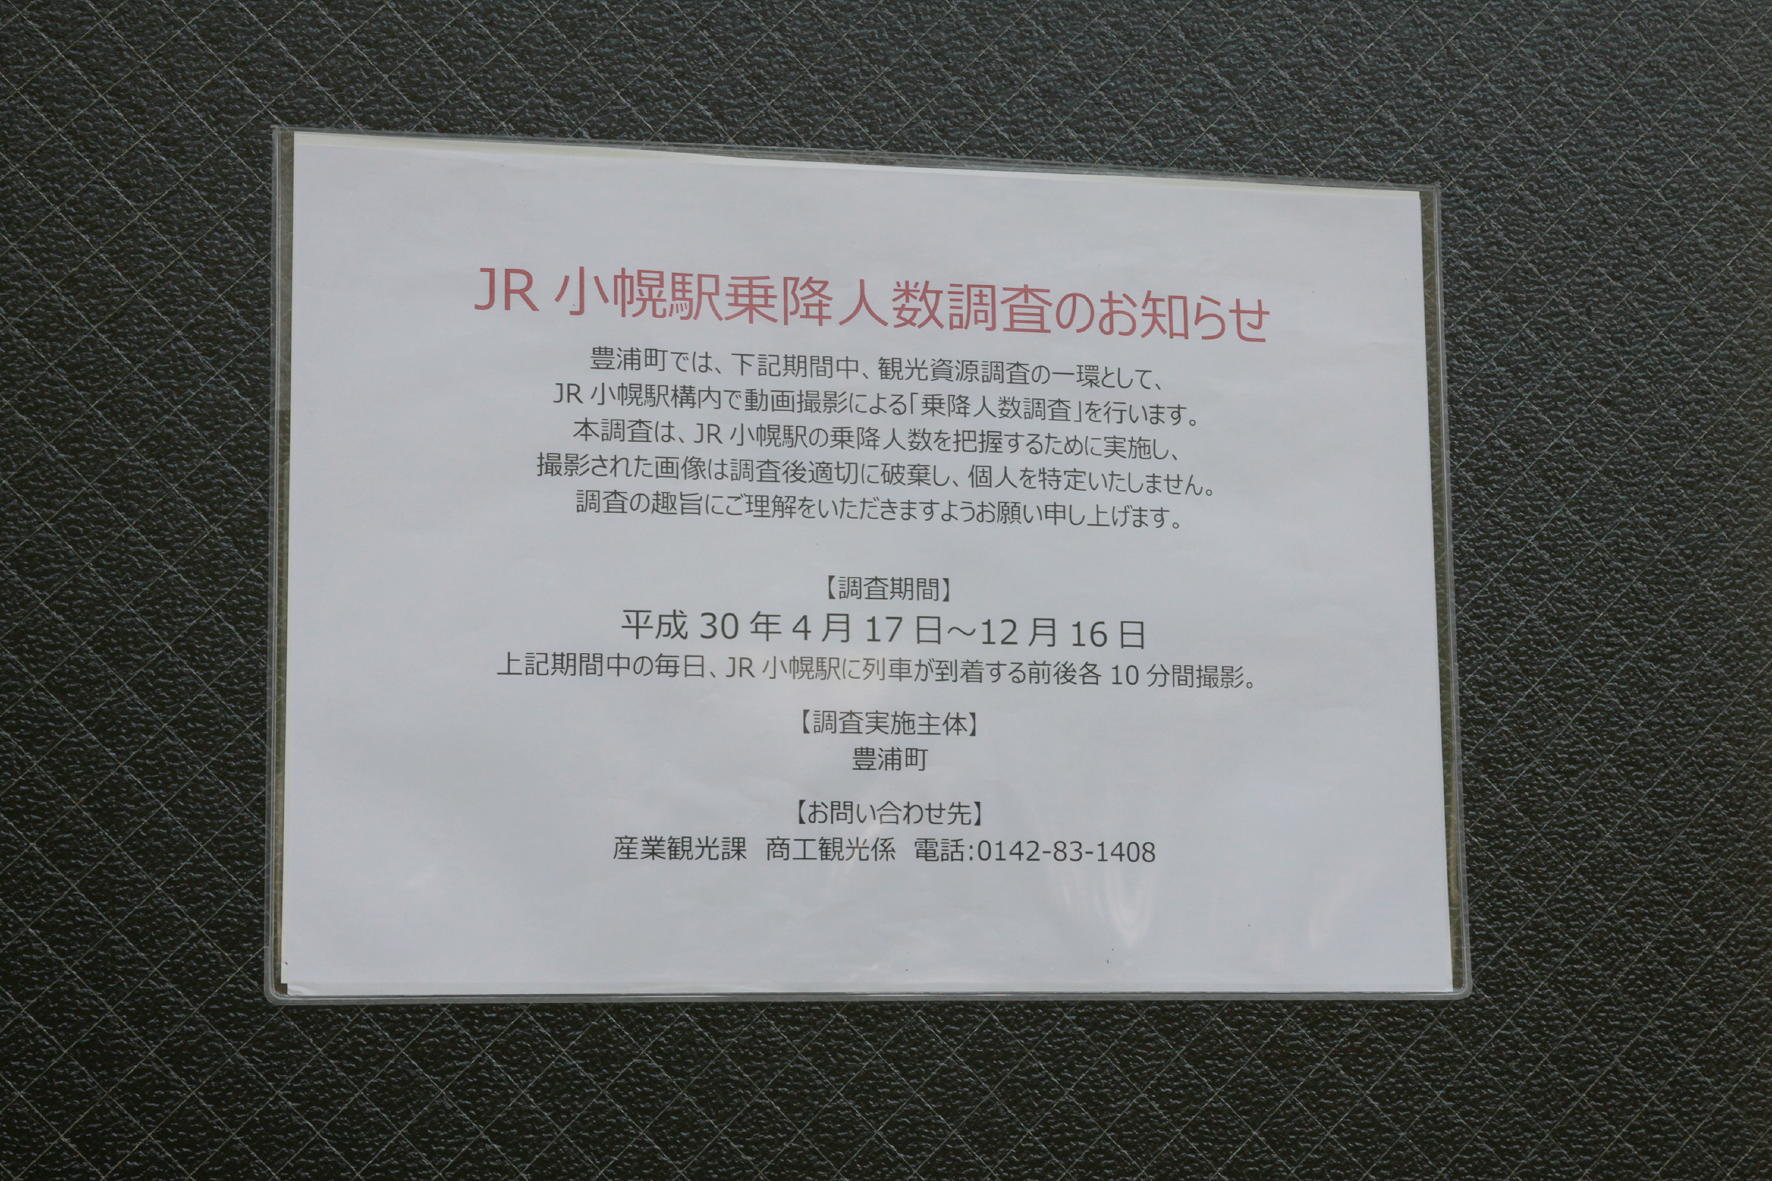 JR 小幌駅乗降人数調査のお知らせ
豊浦町では、下記期間中、観光資源調査の一環として、
JR 小幌駅構内で動画撮影による「乗降人数調査」を行います。
本調査は、JR 小幌駅の乗降人数を把握するために実施し、
撮影された画像は調査後適切に破棄し、個人を特定いたしません。
調査の趣旨にご理解をいただきますようお願い申し上げます。
【調査期間】
平成 30 年 4 月 17 日～12 月 16 日
上記期間中の毎日、JR 小幌駅に列車が到着する前後各 10 分間撮影。
【調査実施主体】
豊浦町
【お問い合わせ先】
産業観光課　商工観光係　電話:0142-83-1408